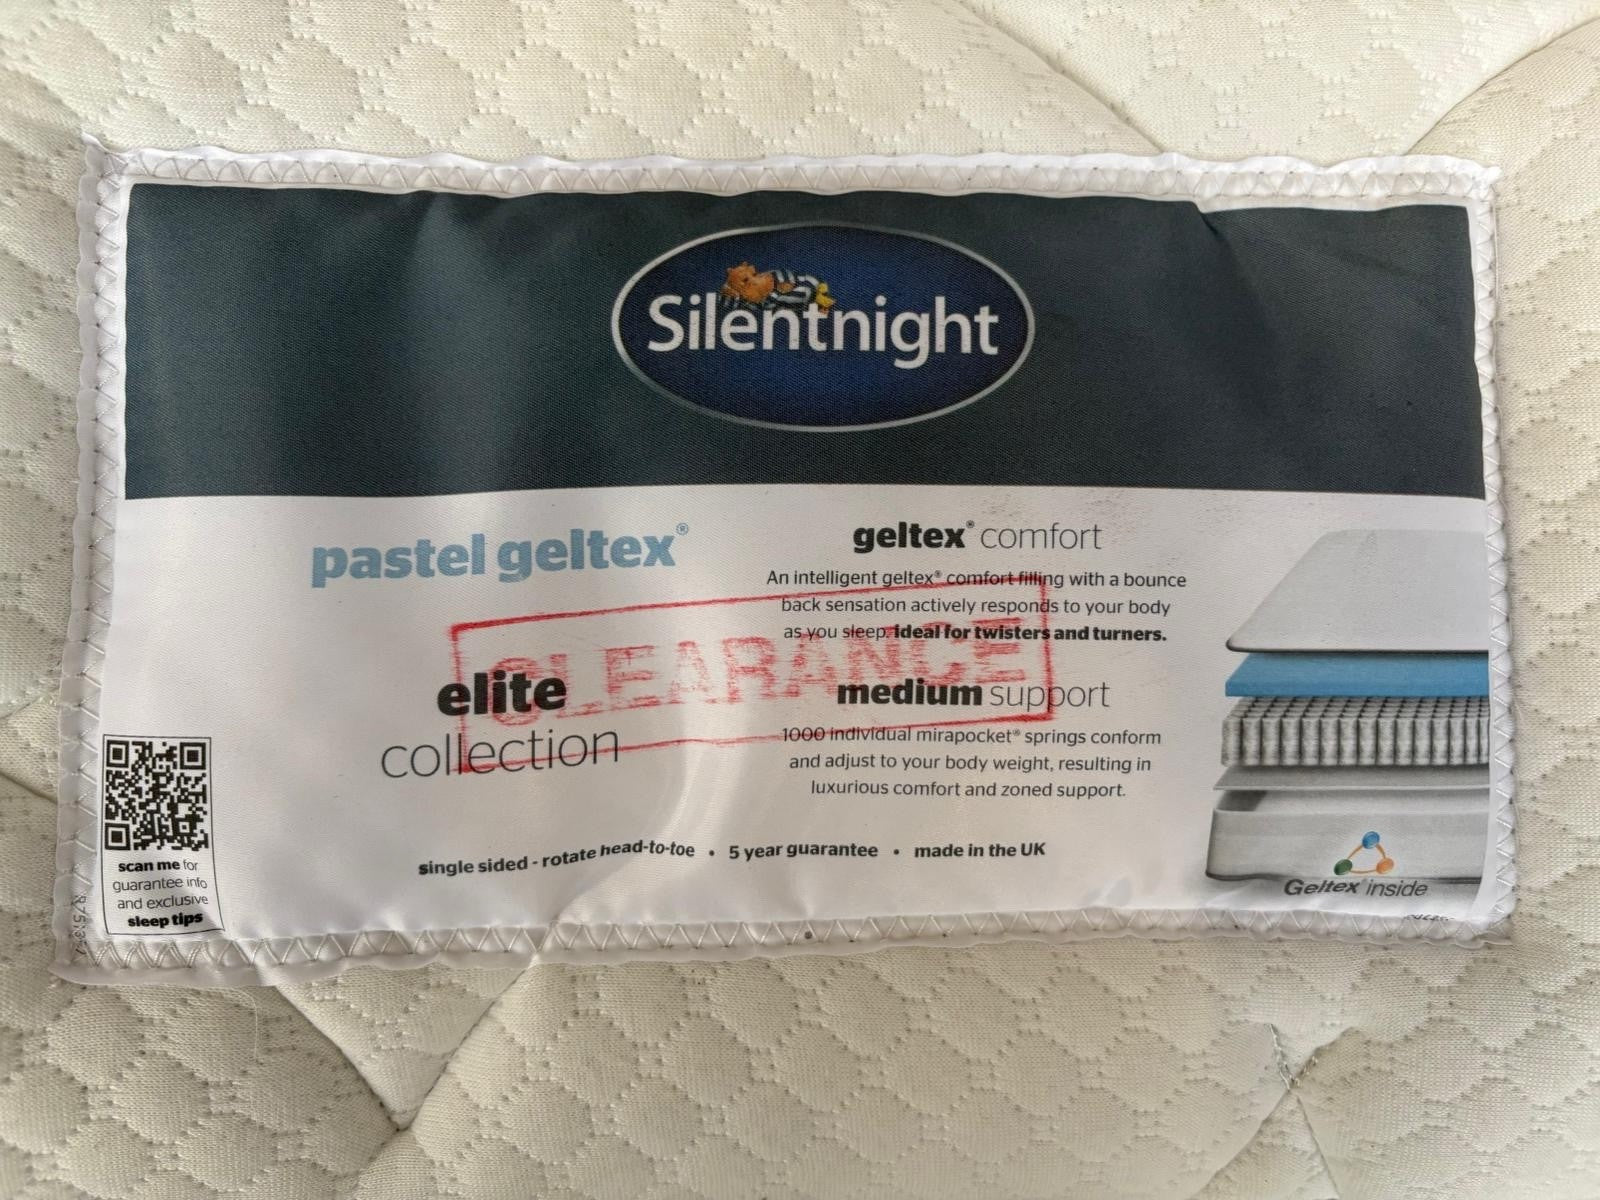 Silentnight
pastel geltex®
CLEARANCE
elite
collection
geltex® comfort
An intelligent geltex® comfort filling with a bounce
back sensation actively responds to your body
as you sleep. ideal for twisters and turners.
medium support
1000 individual mirapocket® springs conform
and adjust to your body weight, resulting in
luxurious comfort and zoned support.
single sided - rotate head-to-toe • 5 year guarantee • made in the UK
scan me for
guarantee info
and exclusive
sleep tips
Geltex® inside